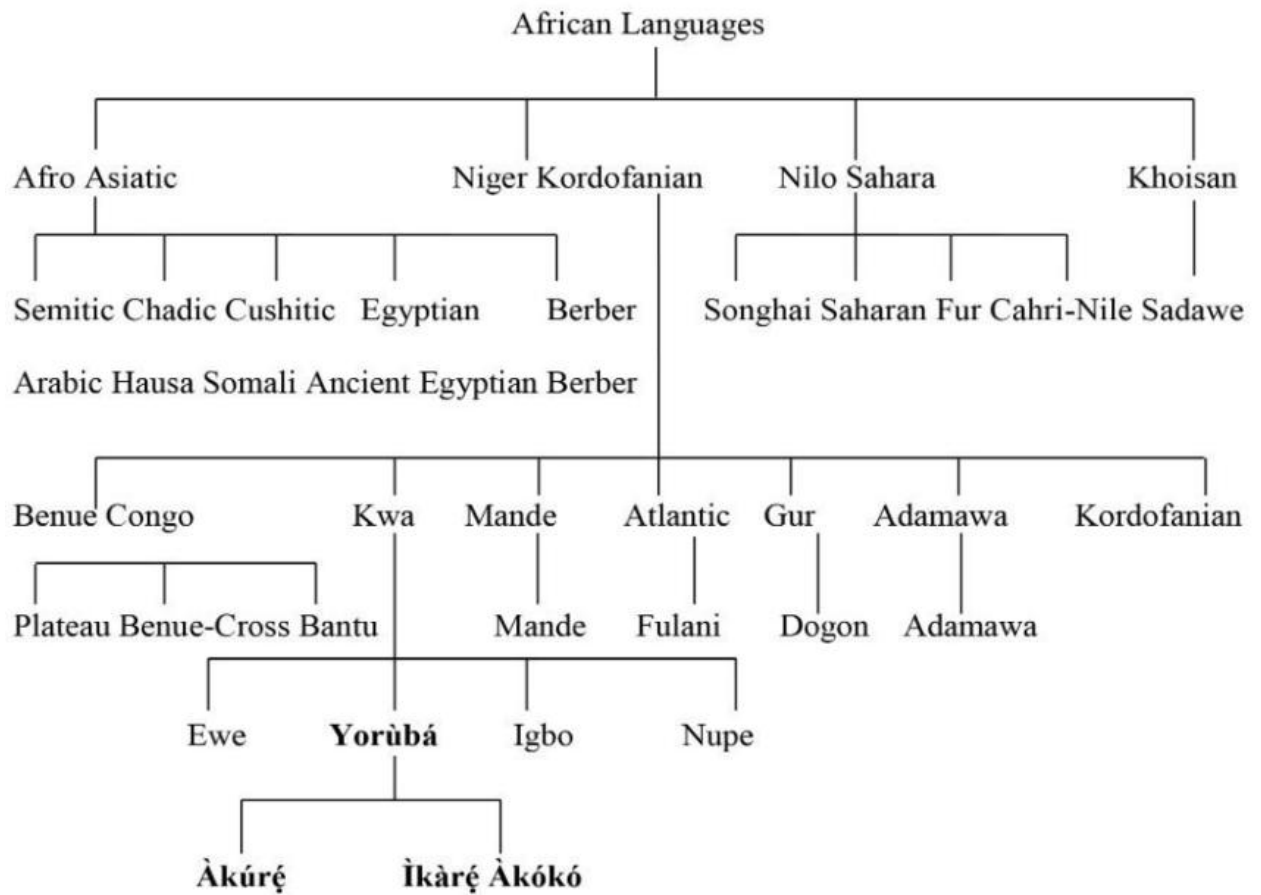 African Languages
Afro Asiatic Niger Kordofanian Nilo Sahara Khoisan
Semitic Chadic Cushitic Egyptian Berber Songhai Saharan Fur Cahri-Nile Sadawe
Arabic Hausa Somali Ancient Egyptian Berber
Benue Congo Kwa Mande Atlantic Gur Adamawa Kordofanian
Plateau Benue-Cross Bantu Mande Fulani Dogon Adamawa
Ewe Yorùbá Igbo Nupe
Àkúrẹ́ Ìkàrẹ́ Àkókó